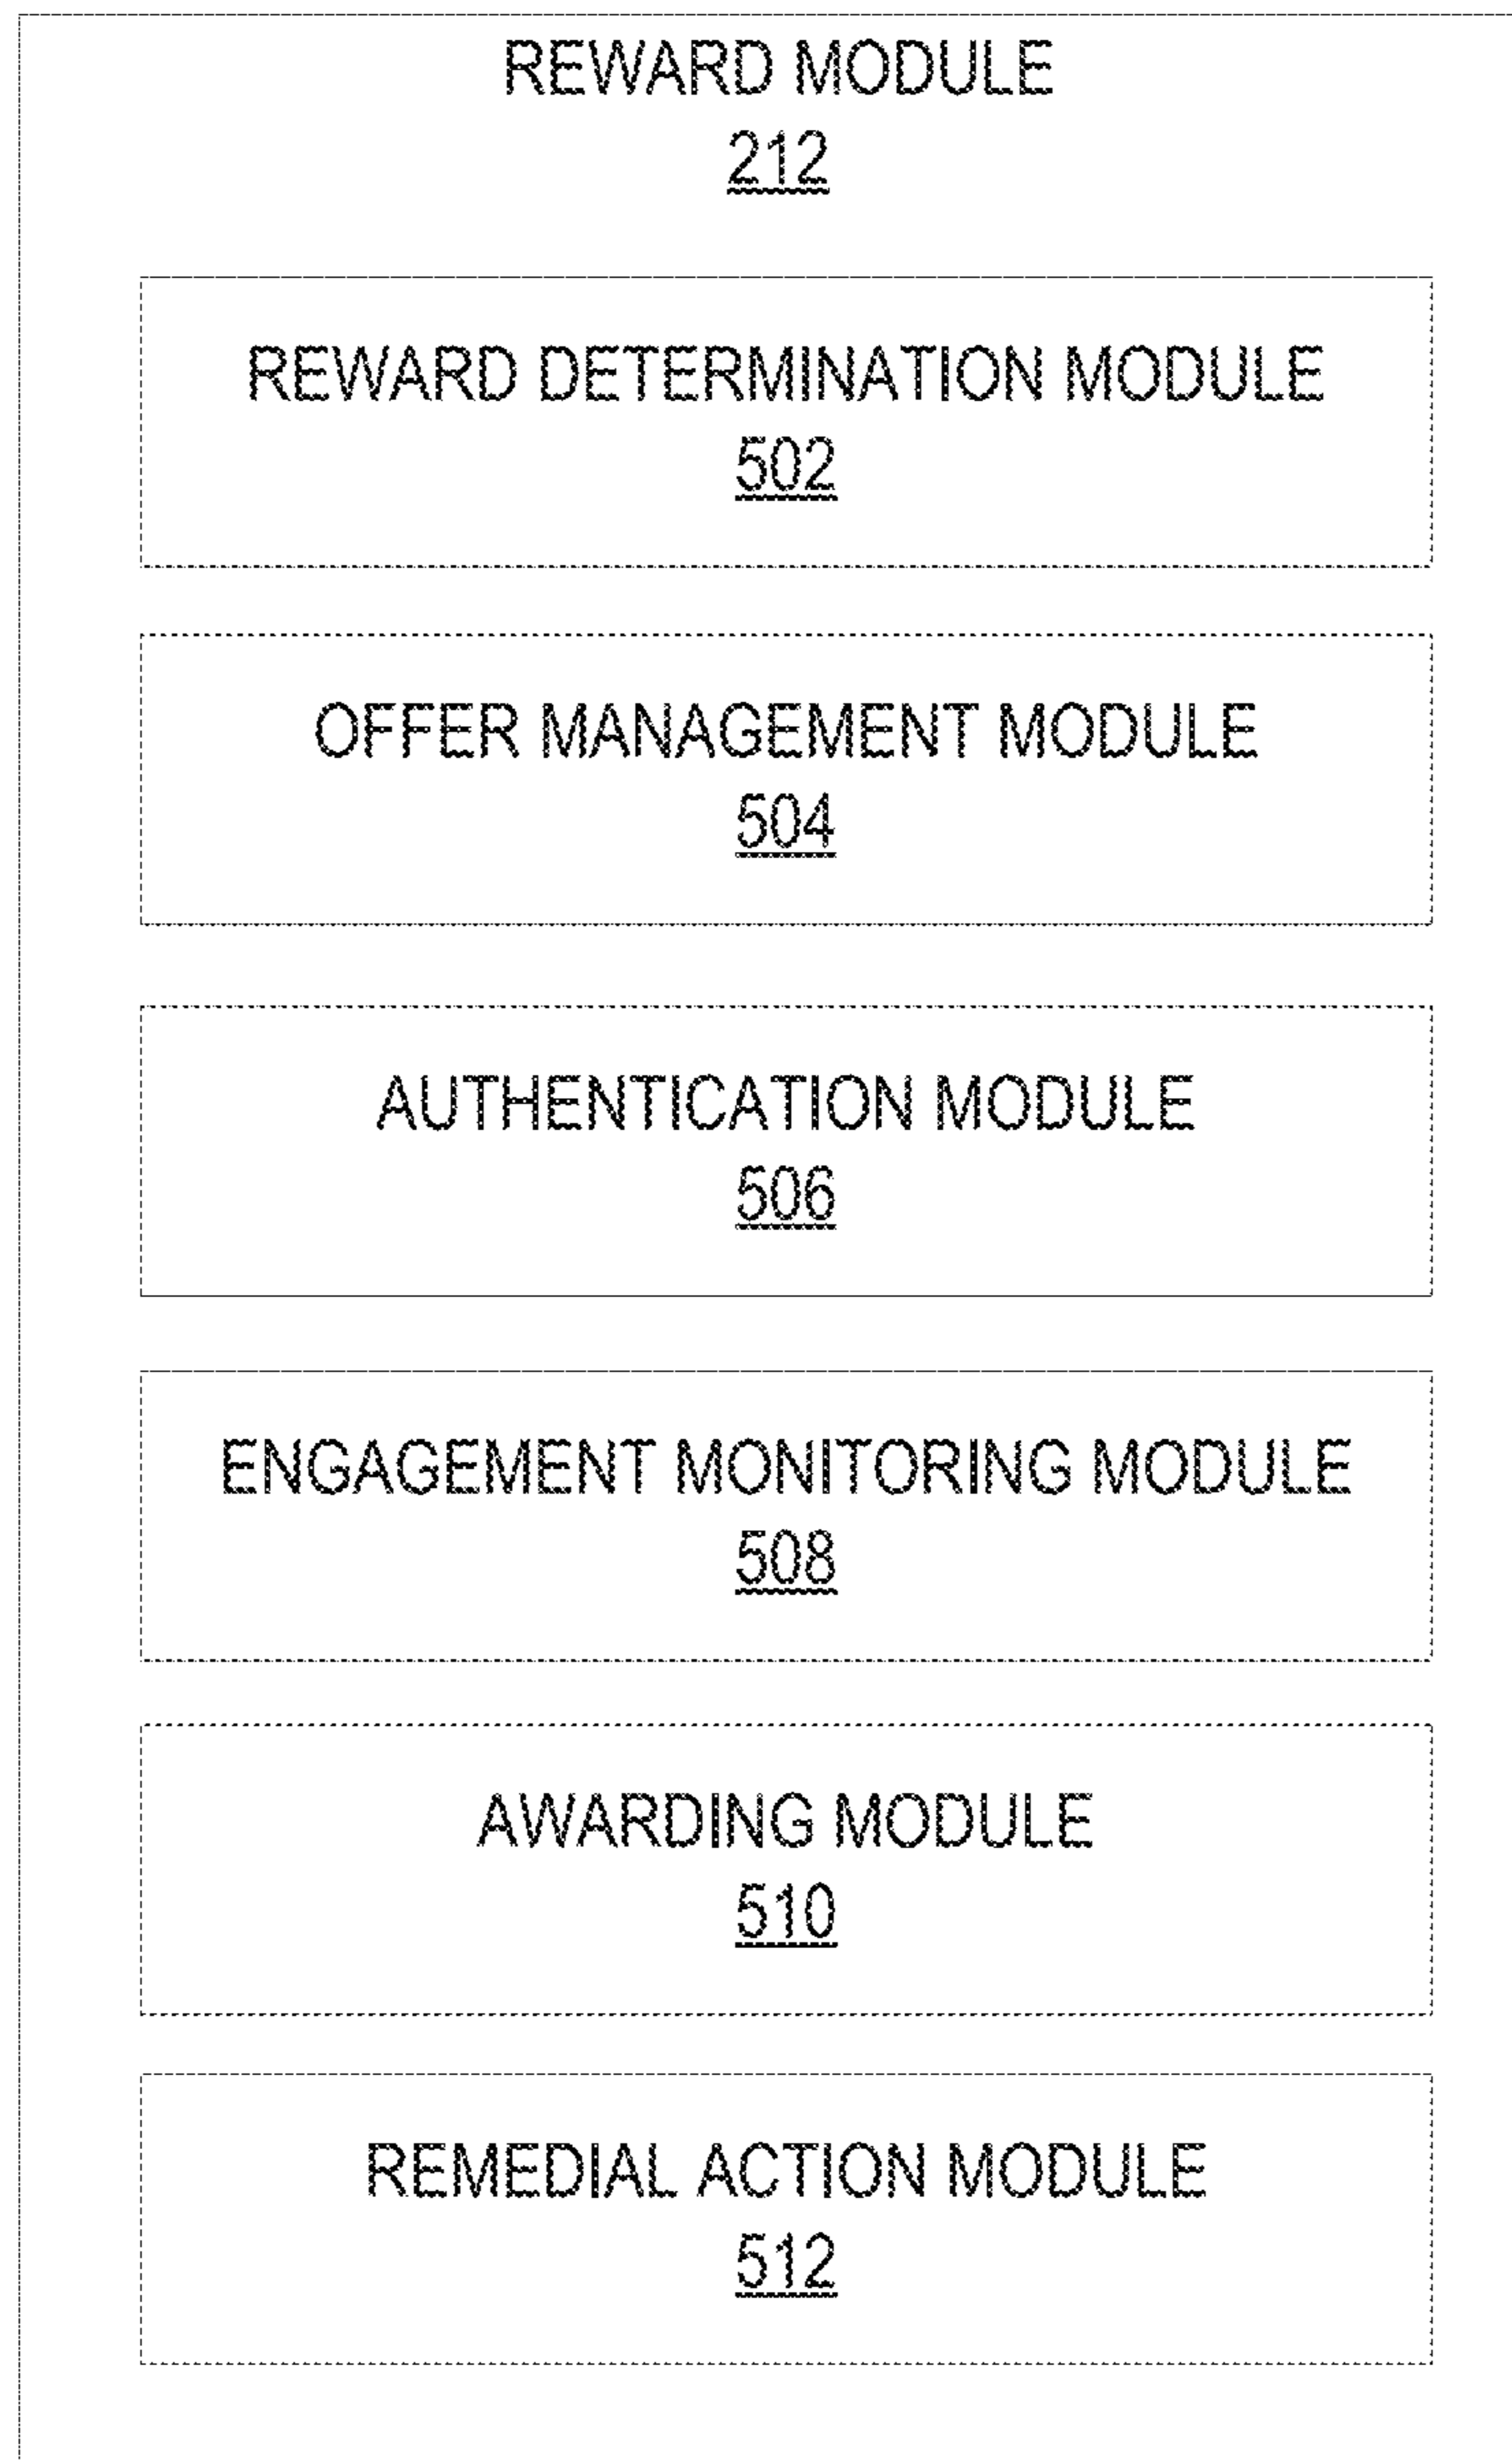 REWARD MODULE
212
REWARD DETERMINATION MODULE
502
OFFER MANAGEMENT MODULE
504
AUTHENTICATION MODULE
506
ENGAGEMENT MONITORING MODULE
508
AWARDING MODULE
510
REMEDIAL ACTION MODULE
512